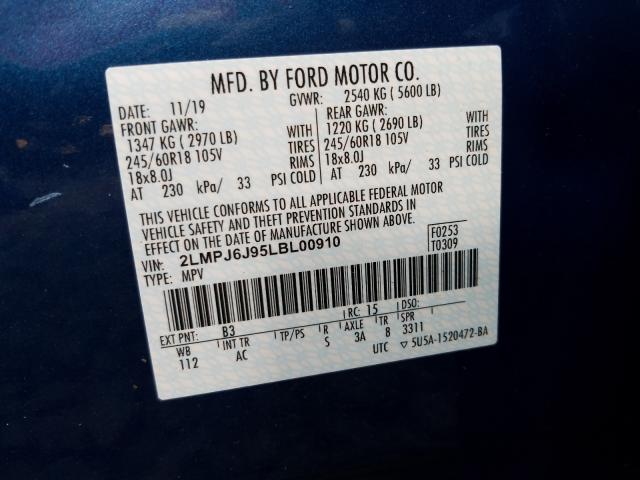 MFD. BY FORD MOTOR CO.
DATE: 11/19 GVWR: 2540 KG ( 5600 LB)
FRONT GAWR: REAR GAWR:
1347 KG ( 2970 LB) WITH 1220 KG ( 2690 LB) WITH
245/60R18 105V TIRES 245/60R18 105V TIRES
18x8.0J RIMS 18x8.0J RIMS
AT 230 kPa/ 33 PSI COLD AT 230 kPa/ 33 PSI COLD
THIS VEHICLE CONFORMS TO ALL APPLICABLE FEDERAL MOTOR
VEHICLE SAFETY AND THEFT PREVENTION STANDARDS IN
EFFECT ON THE DATE OF MANUFACTURE SHOWN ABOVE.
VIN: 2LMPJ6J95LBL00910 F0253
TYPE: MPV T0309
EXT PNT: B3 RC: 15 DSO:
WB INT TR TP/PS R AXLE TR SPR
112 AC S 3A 8 3311
UTC ▽ 5U5A-1520472-BA